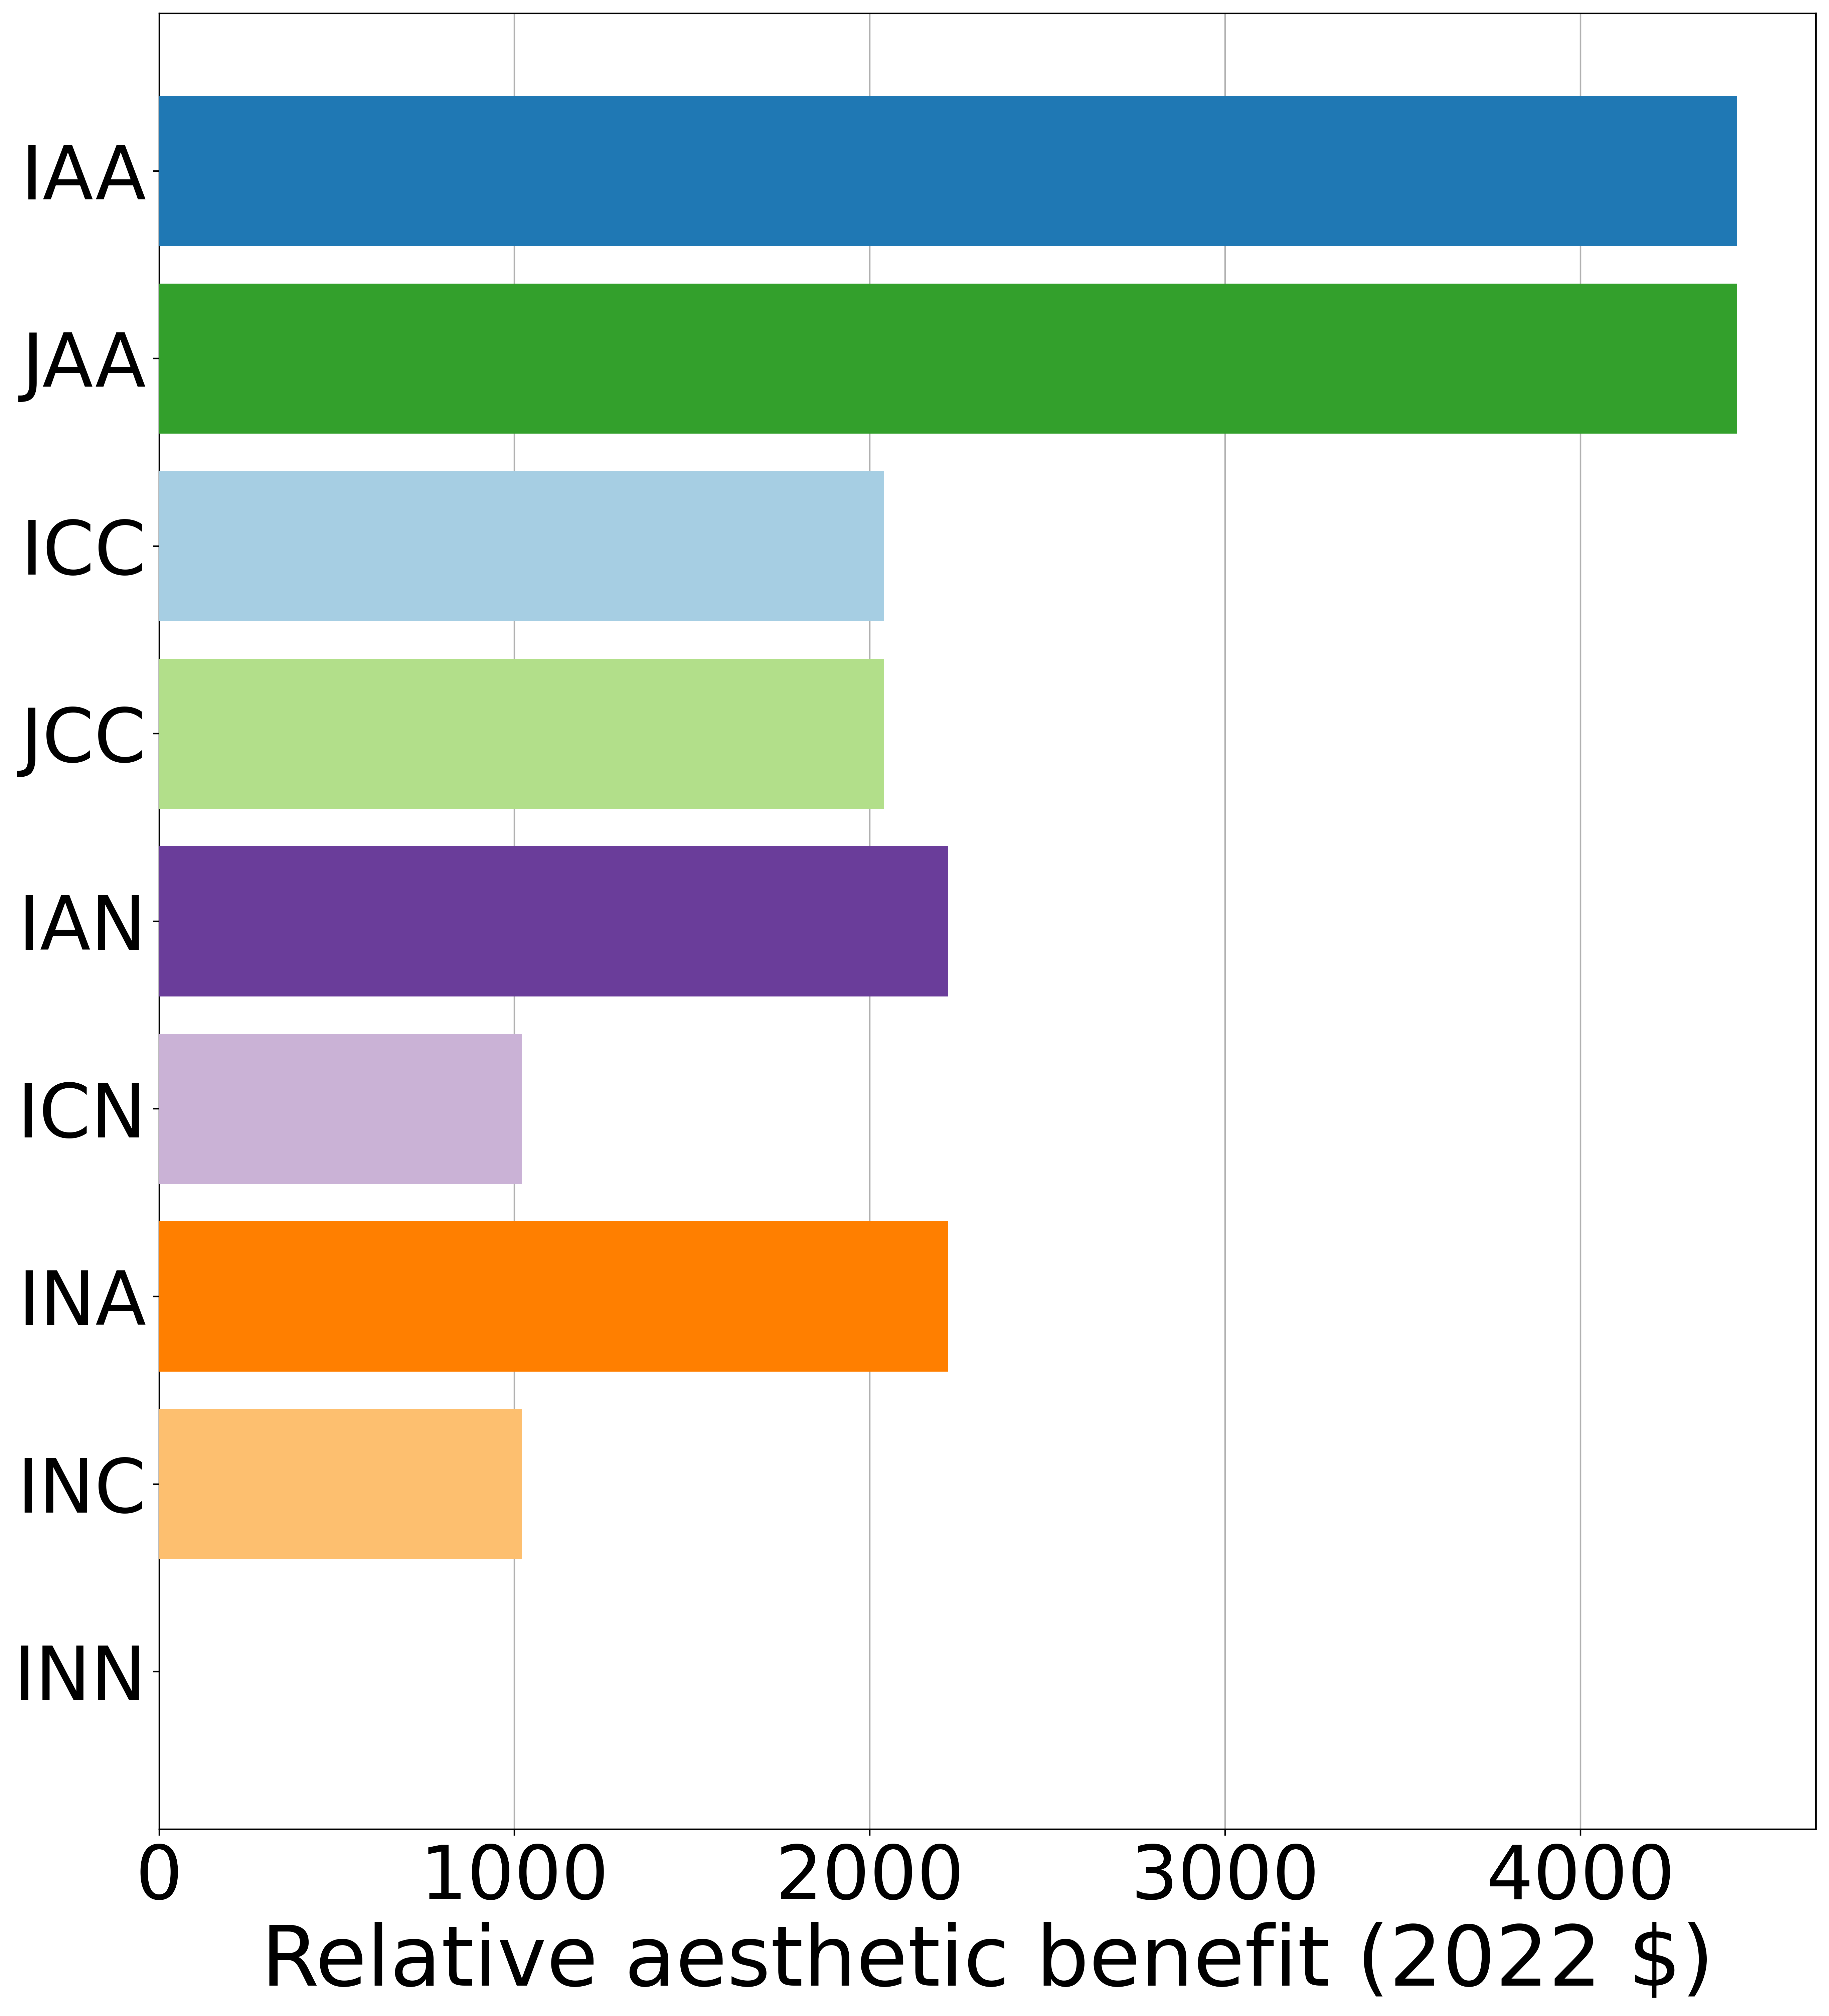 IAA
JAA
ICC
JCC
IAN
ICN
INA
INC
INN
0 1000 2000 3000 4000
Relative aesthetic benefit (2022 $)